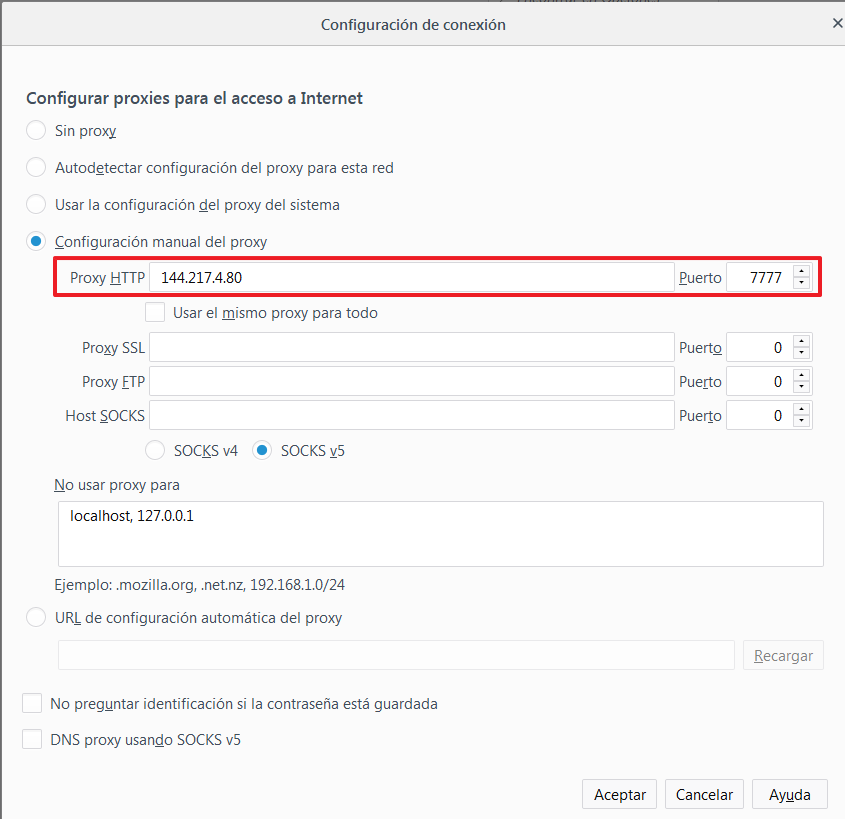 Configuración de conexión
Configurar proxies para el acceso a Internet
Sin proxy
Autodetectar configuración del proxy para esta red
Usar la configuración del proxy del sistema
Configuración manual del proxy
Proxy HTTP 144.217.4.80 Puerto 7777
Usar el mismo proxy para todo
Proxy SSL Puerto 0
Proxy FTP Puerto 0
Host SOCKS Puerto 0
SOCKS v4 SOCKS v5
No usar proxy para
localhost, 127.0.0.1
Ejemplo: .mozilla.org, .net.nz, 192.168.1.0/24
URL de configuración automática del proxy
Recargar
No preguntar identificación si la contraseña está guardada
DNS proxy usando SOCKS v5
Aceptar Cancelar Ayuda